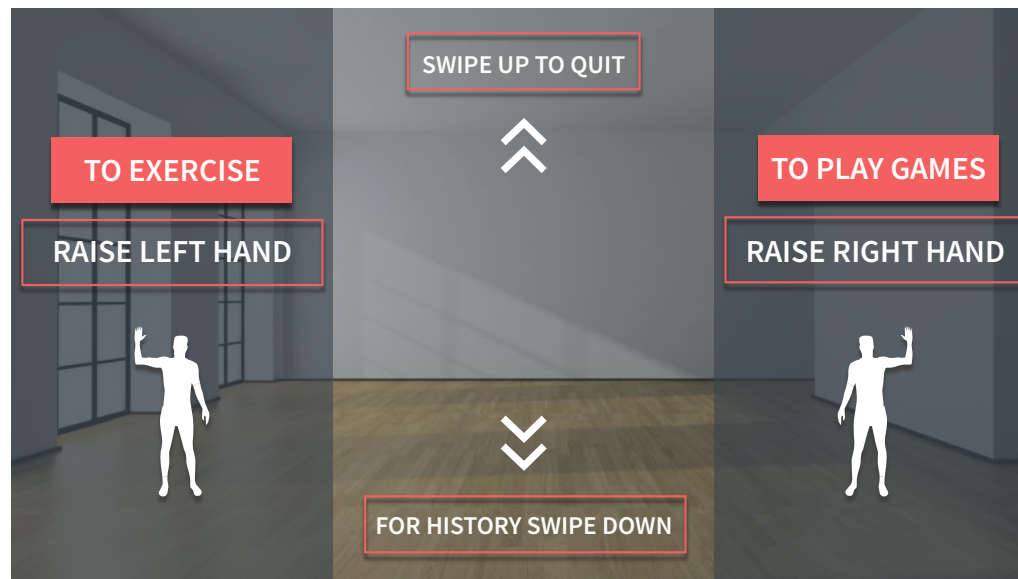 SWIPE UP TO QUIT
TO EXERCISE
RAISE LEFT HAND
TO PLAY GAMES
RAISE RIGHT HAND
FOR HISTORY SWIPE DOWN